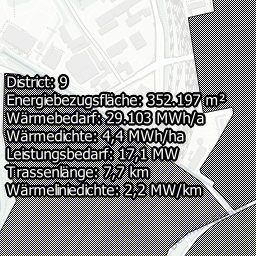 District: 9
Energiebezugsfläche: 352.197 m²
Wärmebedarf: 29.103 MWh/a
Wärmedichte: 4,4 MWh/ha
Leistungsbedarf: 17,1 MW
Trassenlänge: 7,7 km
Wärmeliniedichte: 2,2 MW/km